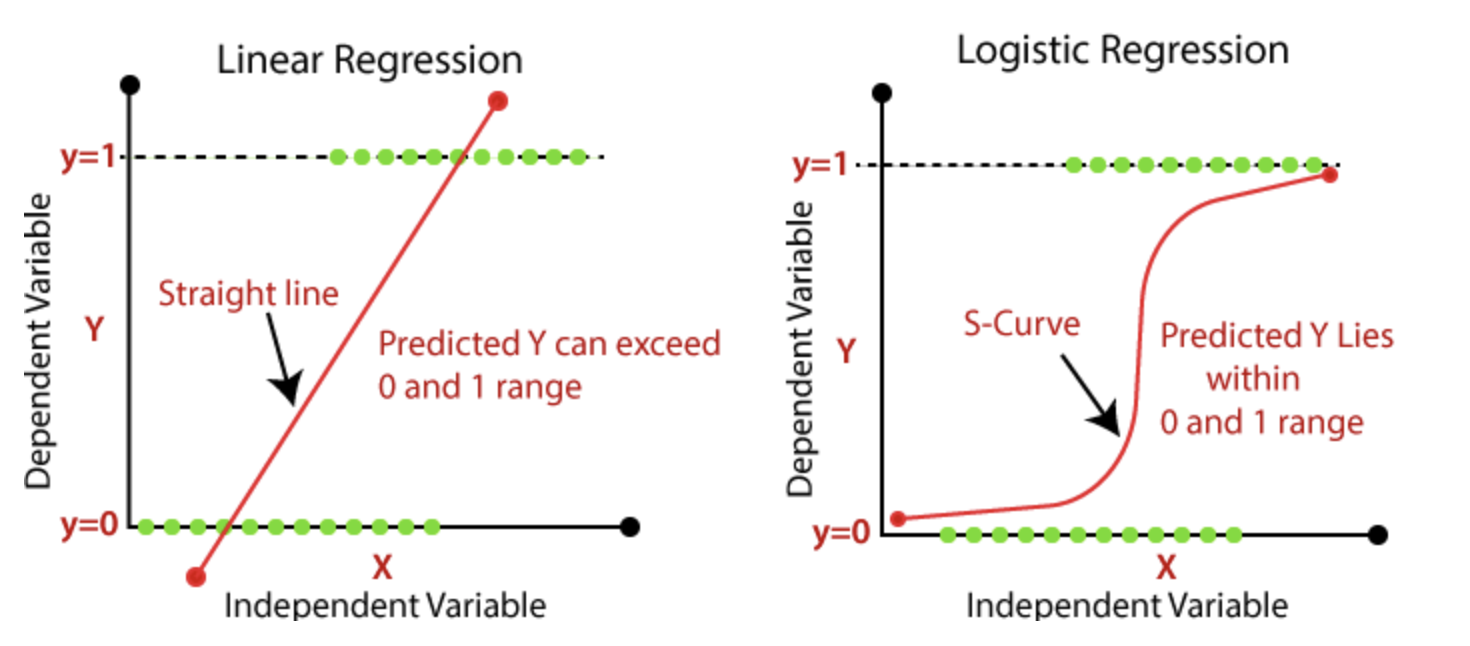 Linear Regression
y=1
Dependent Variable
Y
Straight line
Predicted Y can exceed
0 and 1 range
y=0
X
Independent Variable
Logistic Regression
y=1
Dependent Variable
Y
S-Curve
Predicted Y Lies
within
0 and 1 range
y=0
X
Independent Variable